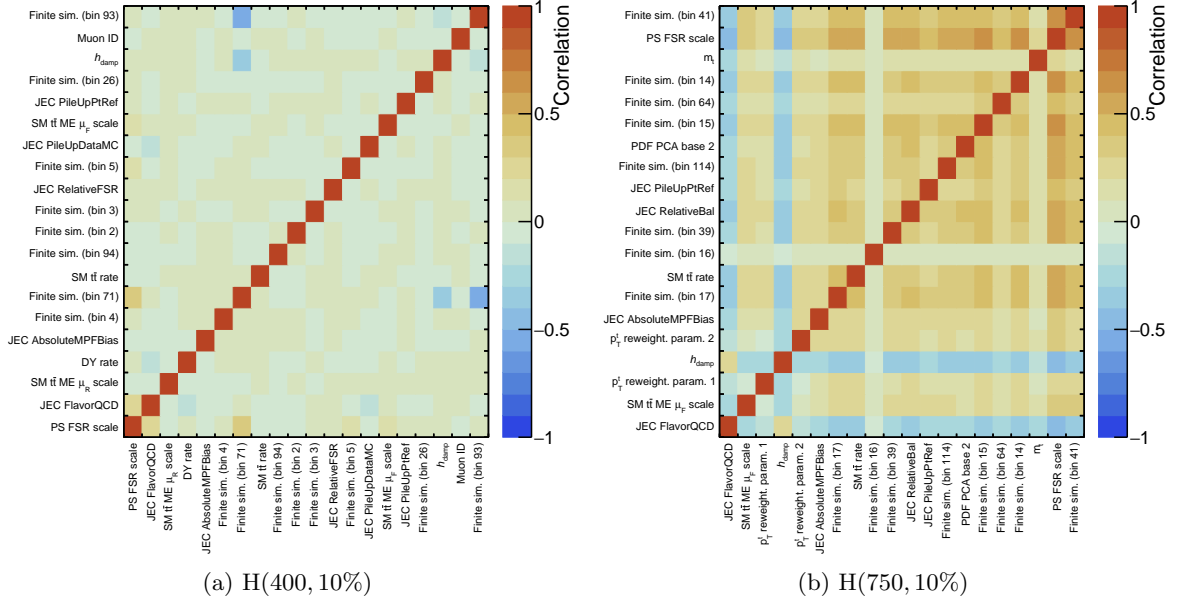 Finite sim. (bin 93)
Muon ID
h_damp
Finite sim. (bin 26)
JEC PileUpPtRef
SM tt̄ ME μ_F scale
JEC PileUpDataMC
Finite sim. (bin 5)
JEC RelativeFSR
Finite sim. (bin 3)
Finite sim. (bin 2)
Finite sim. (bin 94)
SM tt̄ rate
Finite sim. (bin 71)
Finite sim. (bin 4)
JEC AbsoluteMPFBias
DY rate
SM tt̄ ME μ_R scale
JEC FlavorQCD
PS FSR scale
PS FSR scale
JEC FlavorQCD
SM tt̄ ME μ_R scale
DY rate
JEC AbsoluteMPFBias
Finite sim. (bin 4)
Finite sim. (bin 71)
SM tt̄ rate
Finite sim. (bin 94)
Finite sim. (bin 2)
Finite sim. (bin 3)
JEC RelativeFSR
Finite sim. (bin 5)
JEC PileUpDataMC
SM tt̄ ME μ_F scale
JEC PileUpPtRef
Finite sim. (bin 26)
h_damp
Muon ID
Finite sim. (bin 93)
1
0.5
0
−0.5
−1
Correlation
(a) H(400, 10%)
Finite sim. (bin 41)
PS FSR scale
m_t
Finite sim. (bin 14)
Finite sim. (bin 64)
Finite sim. (bin 15)
PDF PCA base 2
Finite sim. (bin 114)
JEC PileUpPtRef
JEC RelativeBal
Finite sim. (bin 39)
Finite sim. (bin 16)
SM tt̄ rate
Finite sim. (bin 17)
JEC AbsoluteMPFBias
p_T^t reweight. param. 2
h_damp
p_T^t reweight. param. 1
SM tt̄ ME μ_F scale
JEC FlavorQCD
JEC FlavorQCD
SM tt̄ ME μ_F scale
p_T^t reweight. param. 1
h_damp
p_T^t reweight. param. 2
JEC AbsoluteMPFBias
Finite sim. (bin 17)
SM tt̄ rate
Finite sim. (bin 16)
Finite sim. (bin 39)
JEC RelativeBal
JEC PileUpPtRef
Finite sim. (bin 114)
PDF PCA base 2
Finite sim. (bin 15)
Finite sim. (bin 64)
Finite sim. (bin 14)
m_t
PS FSR scale
Finite sim. (bin 41)
1
0.5
0
−0.5
−1
Correlation
(b) H(750, 10%)